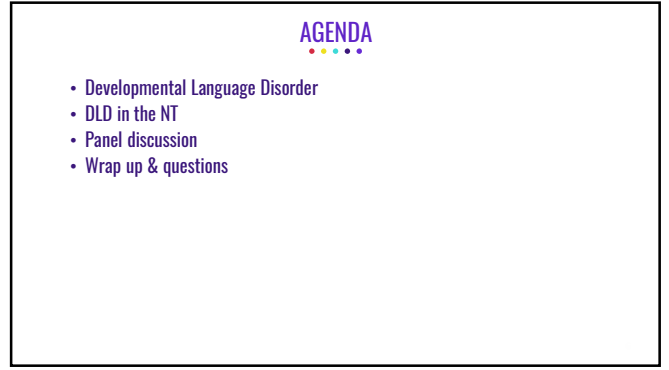 AGENDA
• Developmental Language Disorder
• DLD in the NT
• Panel discussion
• Wrap up & questions